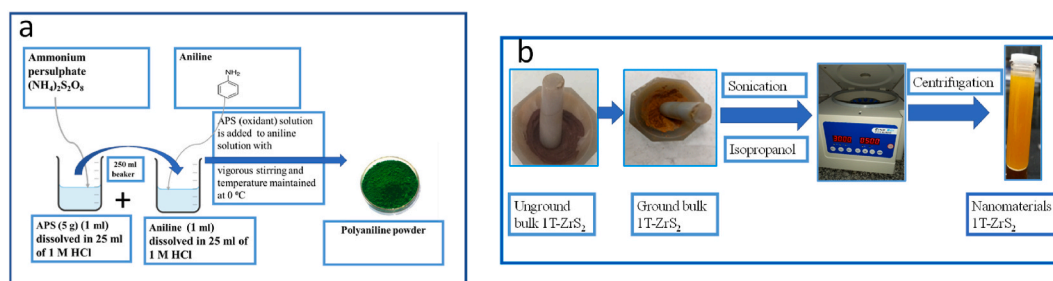 a
Ammonium
persulphate
(NH₄)₂S₂O₈
Aniline
NH₂
APS (oxidant) solution
is added to aniline
solution with
vigorous stirring and
temperature maintained
at 0 ⁰C
250 ml
beaker
+
APS (5 g) (1 ml)
dissolved in 25 ml
of 1 M HCl
Aniline (1 ml)
dissolved in 25 ml of
1 M HCl
Polyaniline powder
b
Sonication
Isopropanol
Centrifugation
Unground
bulk 1T-ZrS₂
Ground bulk
1T-ZrS₂
Nanomaterials
1T-ZrS₂